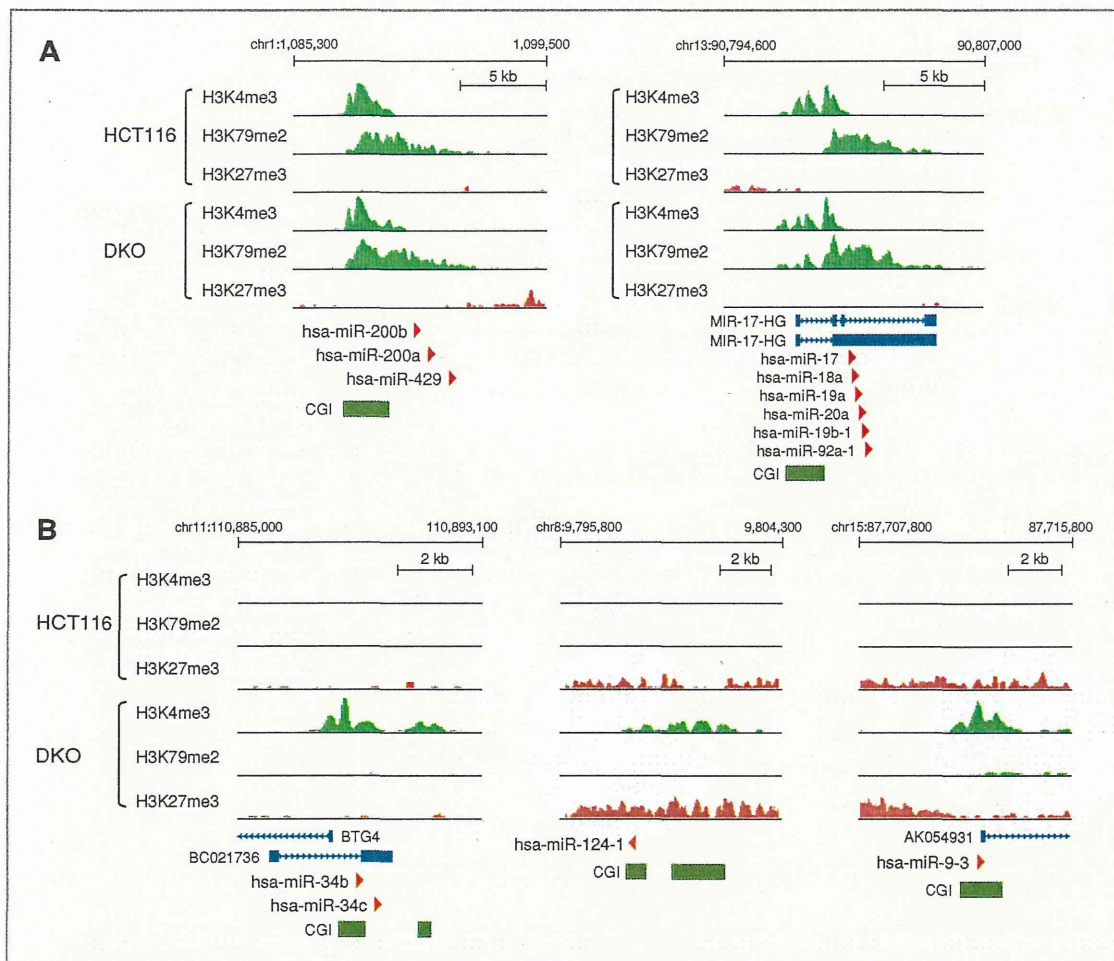 A
chr1:1,085,300 1,099,500
5 kb
HCT116
H3K4me3
H3K79me2
H3K27me3
DKO
H3K4me3
H3K79me2
H3K27me3
hsa-miR-200b
hsa-miR-200a
hsa-miR-429
CGI
chr13:90,794,600 90,807,000
5 kb
H3K4me3
H3K79me2
H3K27me3
H3K4me3
H3K79me2
H3K27me3
MIR-17-HG
MIR-17-HG
hsa-miR-17
hsa-miR-18a
hsa-miR-19a
hsa-miR-20a
hsa-miR-19b-1
hsa-miR-92a-1
CGI
B
chr11:110,885,000 110,893,100
2 kb
HCT116
H3K4me3
H3K79me2
H3K27me3
DKO
H3K4me3
H3K79me2
H3K27me3
BTG4
BC021736
hsa-miR-34b
hsa-miR-34c
CGI
chr8:9,795,800 9,804,300
2 kb
hsa-miR-124-1
CGI
chr15:87,707,800 87,715,800
2 kb
AK054931
hsa-miR-9-3
CGI